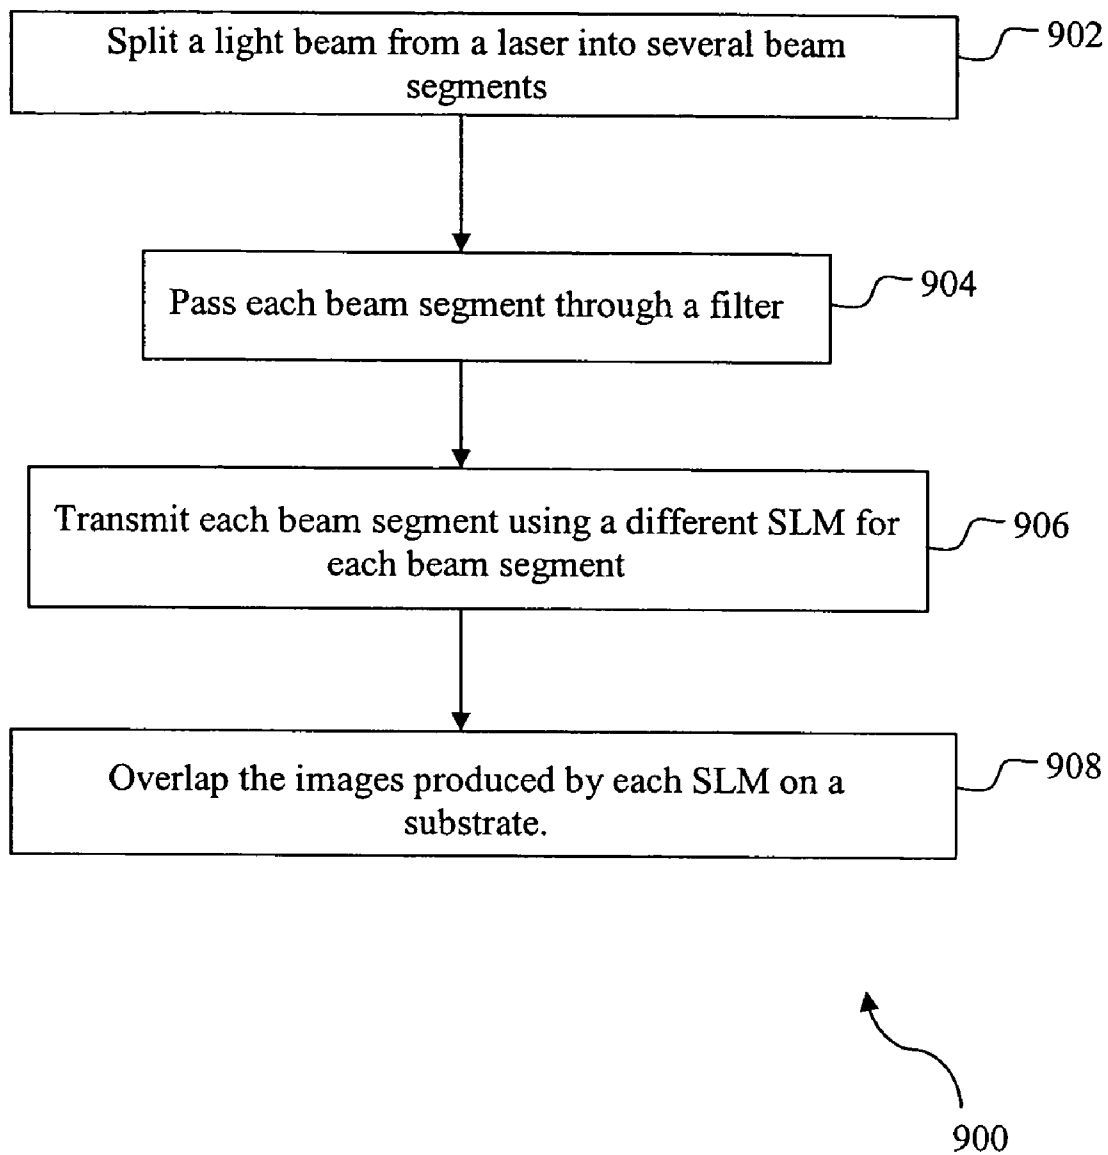 Split a light beam from a laser into several beam
segments
902
Pass each beam segment through a filter
904
Transmit each beam segment using a different SLM for
each beam segment
906
Overlap the images produced by each SLM on a
substrate.
908
900